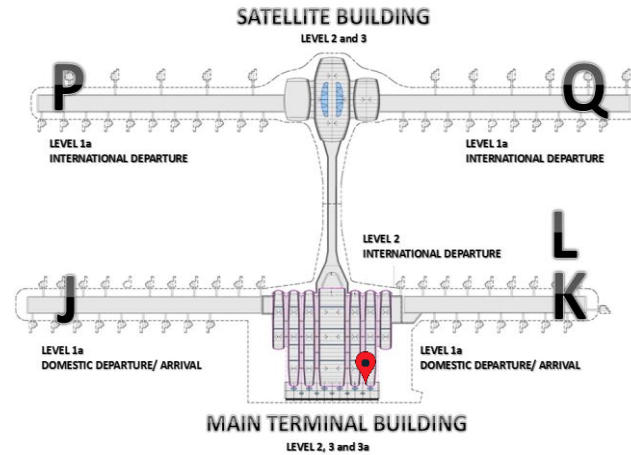 SATELLITE BUILDING
LEVEL 2 and 3
P
Q
LEVEL 1a
INTERNATIONAL DEPARTURE
LEVEL 1a
INTERNATIONAL DEPARTURE
L
LEVEL 2
INTERNATIONAL DEPARTURE
J
K
LEVEL 1a
DOMESTIC DEPARTURE/ ARRIVAL
LEVEL 1a
DOMESTIC DEPARTURE/ ARRIVAL
MAIN TERMINAL BUILDING
LEVEL 2, 3 and 3a